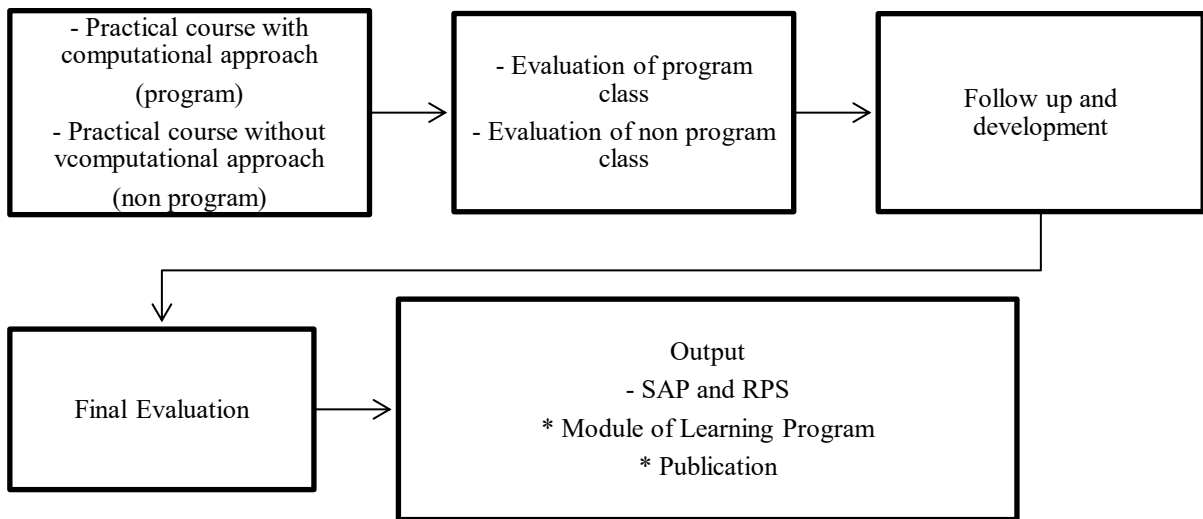 - Practical course with
computational approach
(program)
- Practical course without
vcomputational approach
(non program)
- Evaluation of program
class
- Evaluation of non program
class
Follow up and
development
Final Evaluation
Output
- SAP and RPS
* Module of Learning Program
* Publication